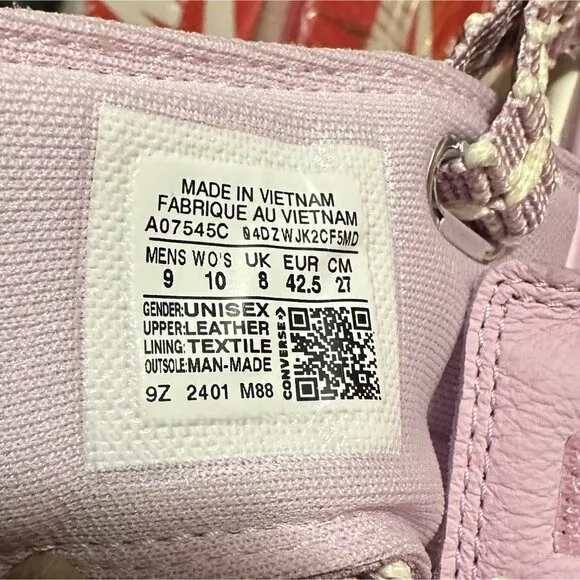 MADE IN VIETNAM
FABRIQUE AU VIETNAM
A07545C 04DZWJK2CF5MD
MENS WO'S UK EUR CM
9 10 8 42.5 27
GENDER:UNISEX
UPPER:LEATHER
LINING:TEXTILE
OUTSOLE:MAN-MADE
CONVERSE
9Z 2401 M88